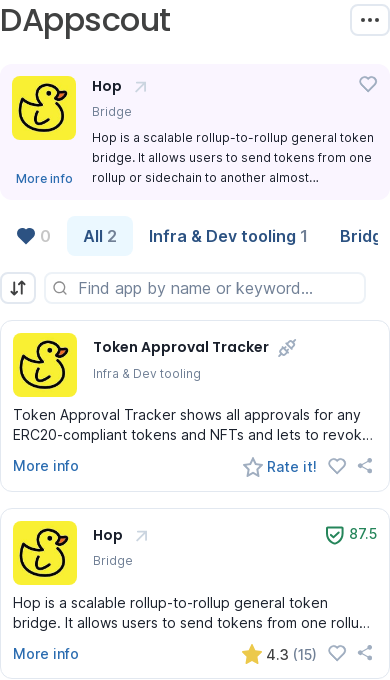 DAppscout
Hop
Bridge
Hop is a scalable rollup-to-rollup general token
bridge. It allows users to send tokens from one
rollup or sidechain to another almost...
More info
0
All 2
Infra & Dev tooling 1
Bridg
Find app by name or keyword...
Token Approval Tracker
Infra & Dev tooling
Token Approval Tracker shows all approvals for any
ERC20-compliant tokens and NFTs and lets to revok...
More info
Rate it!
Hop
87.5
Bridge
Hop is a scalable rollup-to-rollup general token
bridge. It allows users to send tokens from one rollu...
More info
4.3 (15)